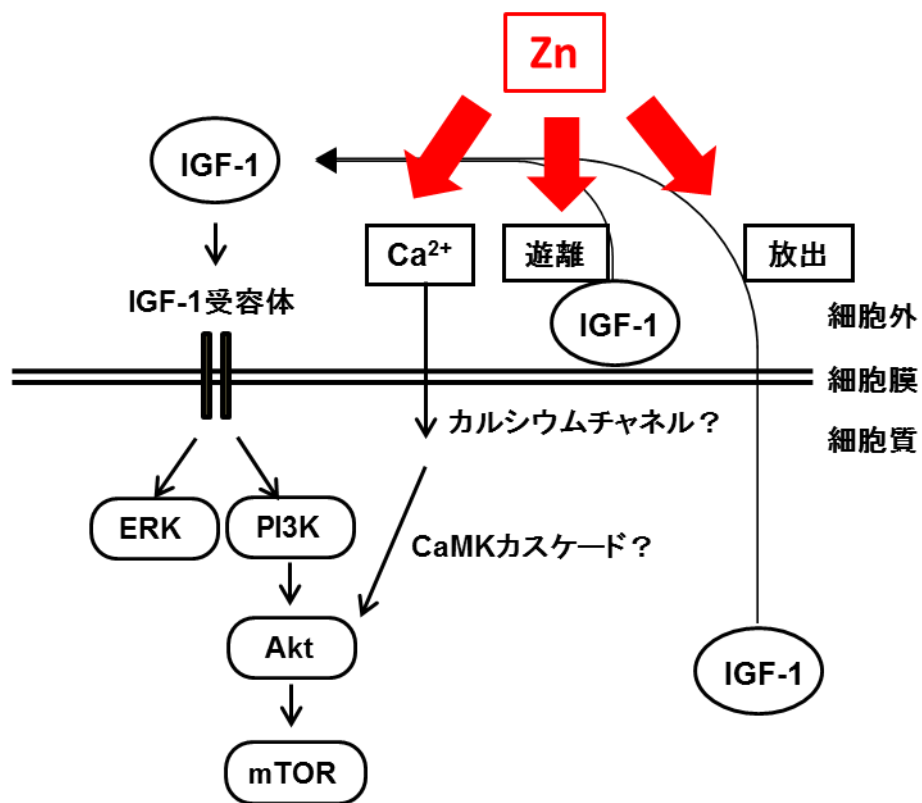 Zn
IGF-1
Ca²⁺
遊離
放出
IGF-1受容体
IGF-1
細胞外
細胞膜
カルシウムチャネル？
細胞質
ERK
PI3K
CaMKカスケード？
Akt
IGF-1
mTOR